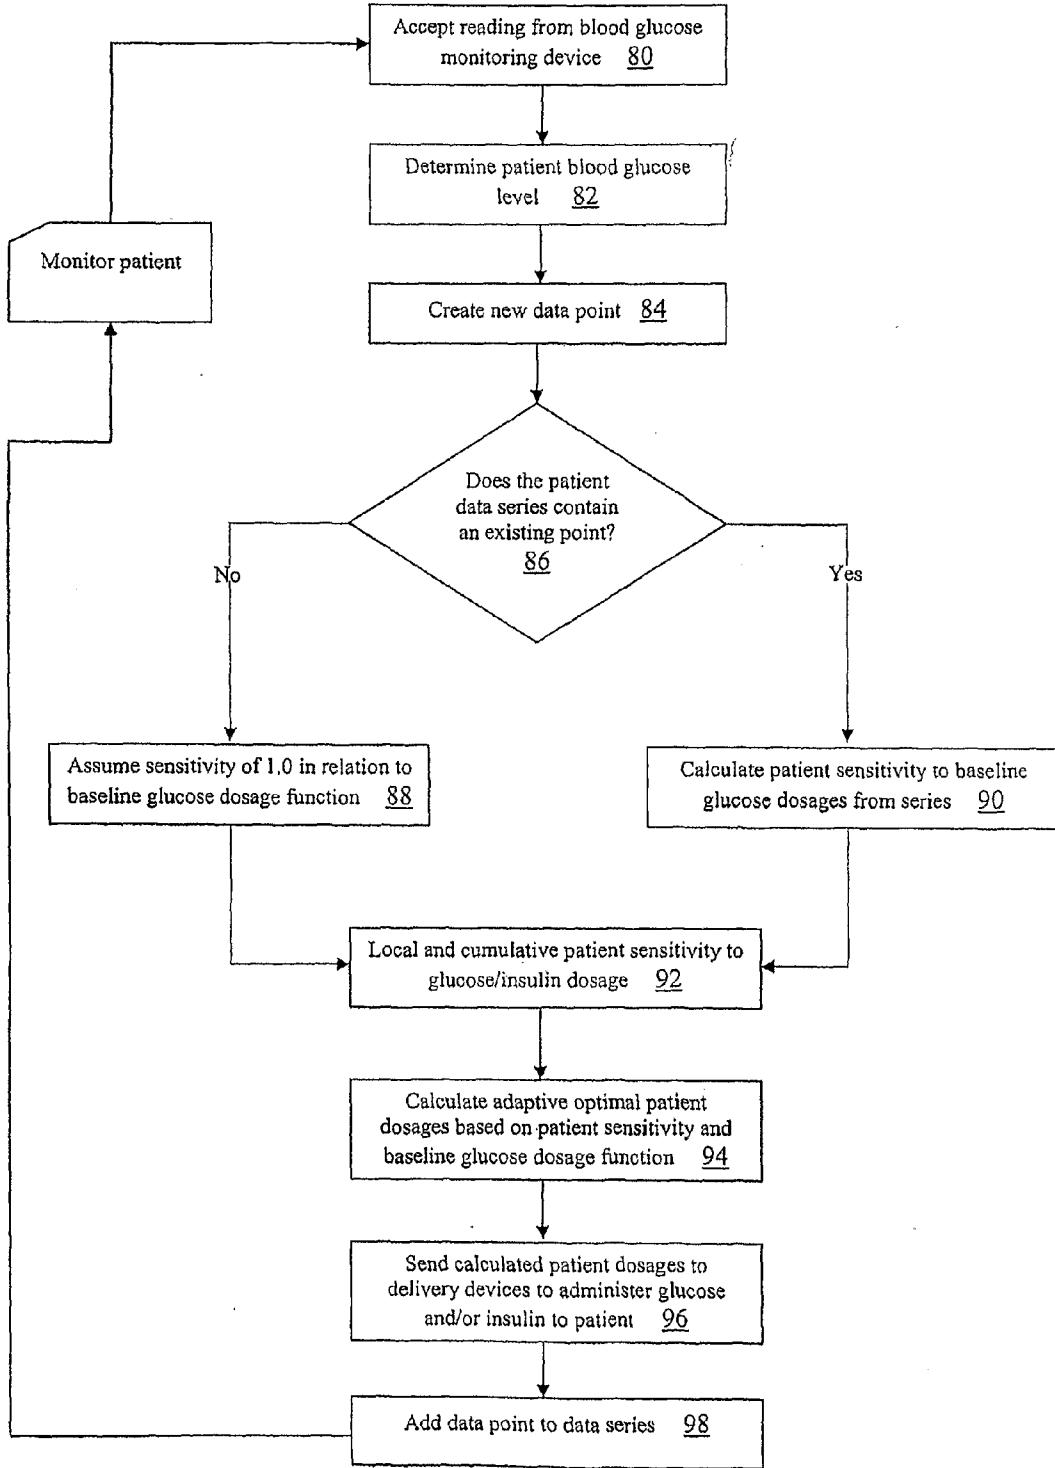 Accept reading from blood glucose
monitoring device 80
Determine patient blood glucose
level 82
Monitor patient
Create new data point 84
Does the patient
data series contain
an existing point?
86
No
Yes
Assume sensitivity of 1.0 in relation to
baseline glucose dosage function 88
Calculate patient sensitivity to baseline
glucose dosages from series 90
Local and cumulative patient sensitivity to
glucose/insulin dosage 92
Calculate adaptive optimal patient
dosages based on patient sensitivity and
baseline glucose dosage function 94
Send calculated patient dosages to
delivery devices to administer glucose
and/or insulin to patient 96
Add data point to data series 98